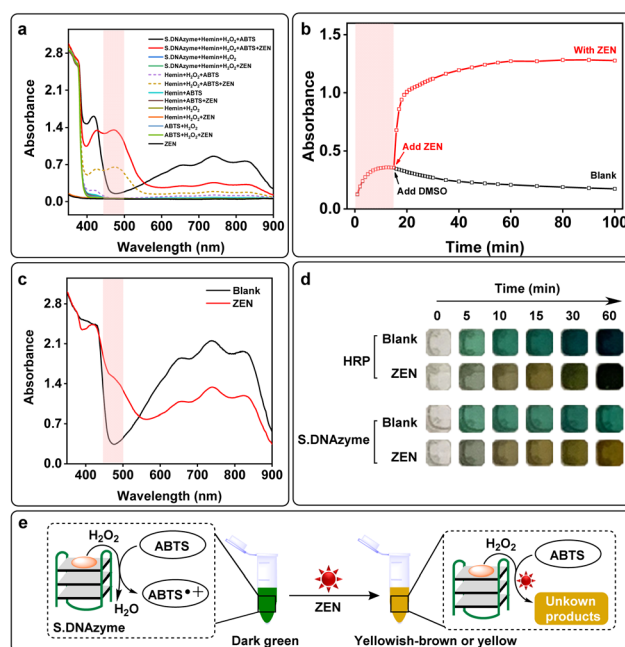 a
S.DNAzyme+Hemin+H₂O₂+ABTS
S.DNAzyme+Hemin+H₂O₂+ABTS+ZEN
S.DNAzyme+Hemin+H₂O₂
S.DNAzyme+Hemin+H₂O₂+ZEN
Hemin+H₂O₂+ABTS
Hemin+H₂O₂+ABTS+ZEN
Hemin+ABTS
Hemin+ABTS+ZEN
Hemin+H₂O₂
Hemin+H₂O₂+ZEN
ABTS+H₂O₂
ABTS+H₂O₂+ZEN
ZEN
Absorbance
2.8
2.1
1.4
0.7
0.0
400 500 600 700 800 900
Wavelength (nm)
b
With ZEN
Add ZEN
Add DMSO
Blank
Absorbance
1.5
1.0
0.5
0.0
0 20 40 60 80 100
Time (min)
c
Blank
ZEN
Absorbance
2.8
2.1
1.4
0.7
0.0
400 500 600 700 800 900
Wavelength (nm)
d
Time (min)
0 5 10 15 30 60
HRP
Blank
ZEN
S.DNAzyme
Blank
ZEN
e
H₂O₂
ABTS
ABTS•+
H₂O
S.DNAzyme
Dark green
ZEN
Yellowish-brown or yellow
H₂O₂
ABTS
Unkown
products